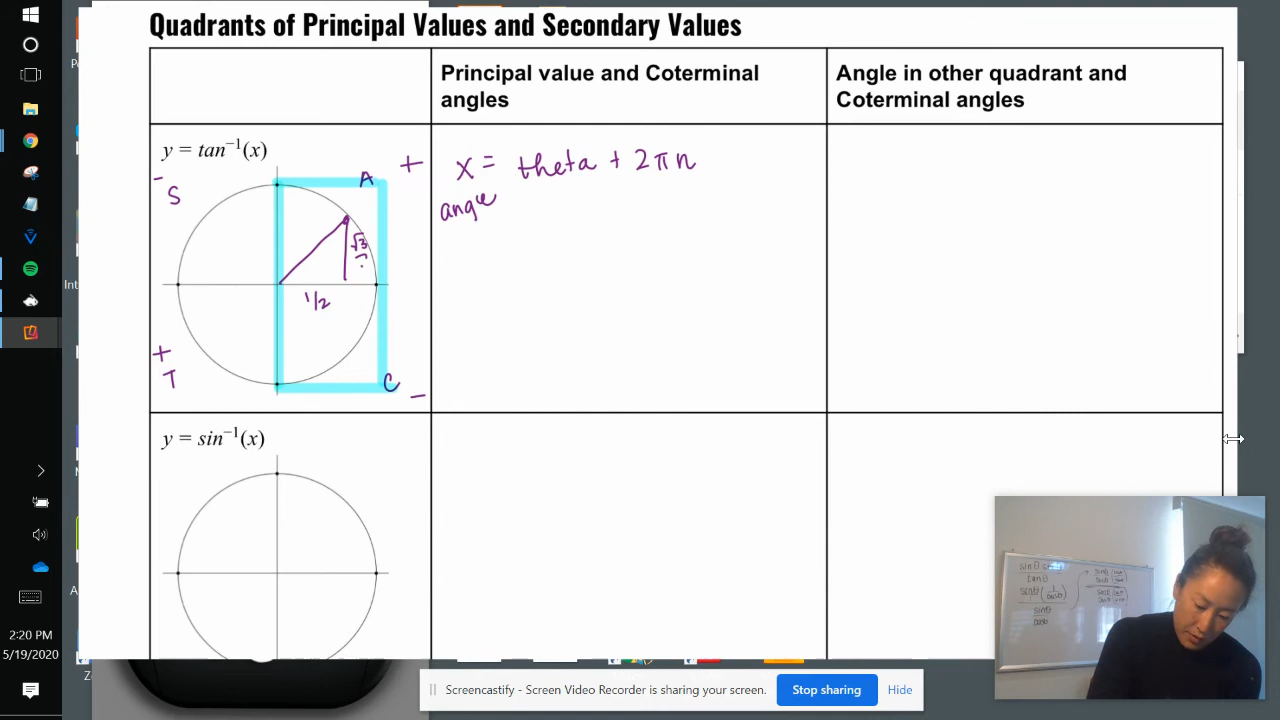 Quadrants of Principal Values and Secondary Values
Principal value and Coterminal
angles
Angle in other quadrant and
Coterminal angles
y = tan⁻¹(x)
- S
A +
x = theta + 2πn
angle
√3
1/2
+
T
C -
y = sin⁻¹(x)
2:20 PM
5/19/2020
Screencastify - Screen Video Recorder is sharing your screen.
Stop sharing
Hide
tanθ
sinθ